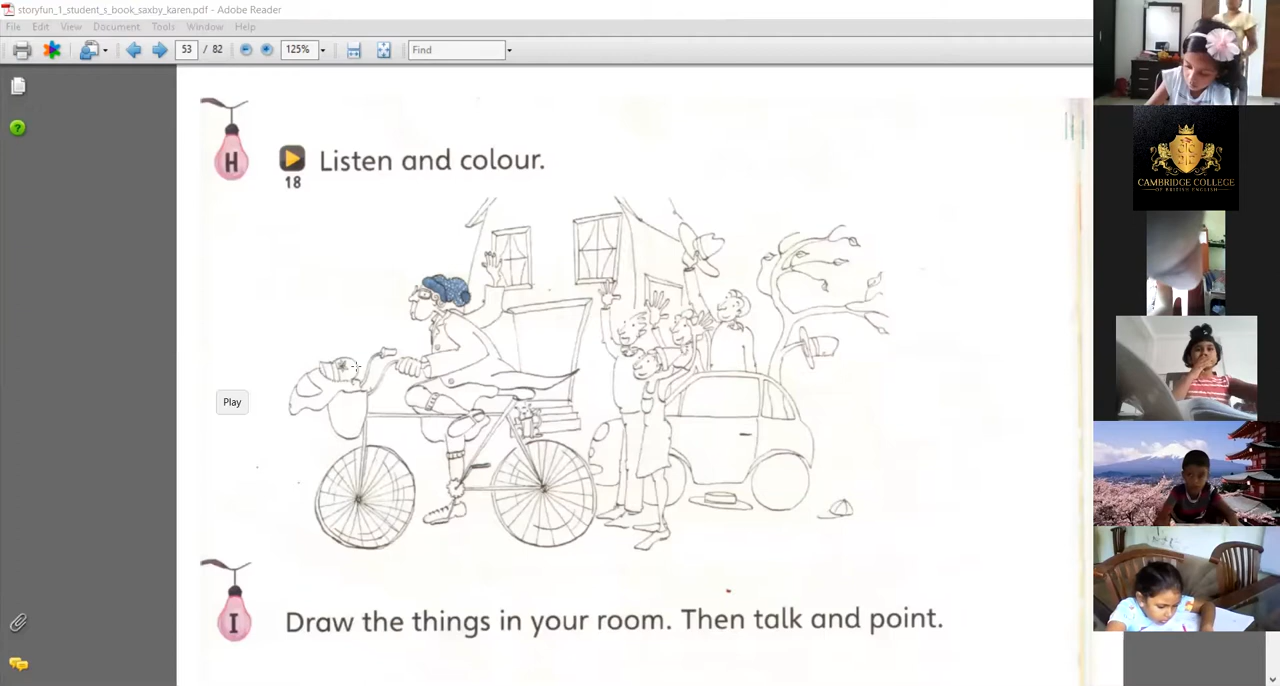 storyfun_1_student_s_book_saxby_karen.pdf - Adobe Reader
File Edit View Document Tools Window Help
53 / 82 125% Find
H Listen and colour.
18
Play
I Draw the things in your room. Then talk and point.
CAMBRIDGE COLLEGE
OF BRITISH ENGLISH